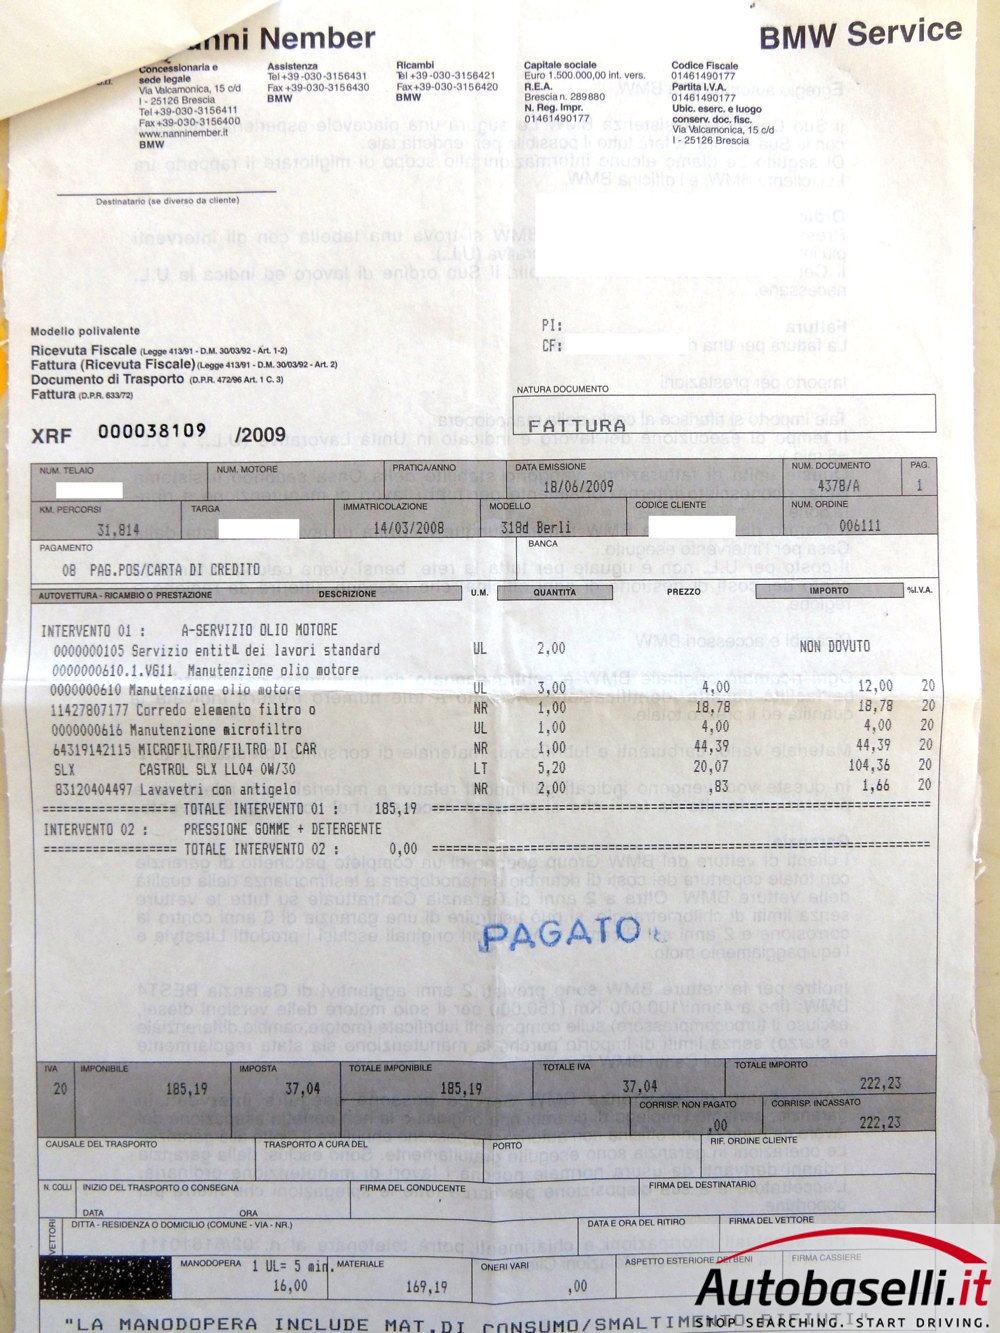 anni Nember
BMW Service
Concessionaria e
sede legale
Via Valcamonica, 15 c/d
I - 25126 Brescia
Tel +39-030-3156411
Fax +39-030-3156400
www.nanninember.it
BMW
Assistenza
Tel +39 -030-3156431
Fax +39-030-3156430
BMW
Ricambi
Tel +39-030-3156421
Fax +39-030-3156420
BMW
Capitale sociale
Euro 1.500.000,00 int. vers.
R.E.A.
Brescia n. 289880
N. Reg. Impr.
01461490177
Codice Fiscale
01461490177
Partita I.V.A.
01461490177
Ubic. eserc. e luogo
conserv. doc. fisc.
Via Valcamonica, 15 c/d
I - 25126 Brescia
Destinatario (se diverso da cliente)
PI:
CF:
Modello polivalente
Ricevuta Fiscale (Legge 413/91 - D.M. 30/03/92 - Art. 1-2)
Fattura (Ricevuta Fiscale) (Legge 413/91 - D.M. 30/03/92 - Art. 2)
Documento di Trasporto (D.P.R. 472/96 Art. 1 C. 3)
Fattura (D.P.R. 633/72)
NATURA DOCUMENTO
FATTURA
XRF 000038109 /2009
NUM. TELAIO NUM. MOTORE PRATICA/ANNO DATA EMISSIONE NUM. DOCUMENTO PAG.
18/06/2009 4378/A 1
KM. PERCORSI TARGA IMMATRICOLAZIONE MODELLO CODICE CLIENTE NUM. ORDINE
31,814 14/03/2008 318d Berli 006111
PAGAMENTO BANCA
08 PAG.POS/CARTA DI CREDITO
AUTOVETTURA - RICAMBIO O PRESTAZIONE DESCRIZIONE U.M. QUANTITÀ PREZZO IMPORTO %I.V.A.
INTERVENTO 01 : A-SERVIZIO OLIO MOTORE
0000000105 Servizio entitL dei lavori standard UL 2,00 NON DOVUTO
0000000610.1.VG11 Manutenzione olio motore
0000000610 Manutenzione olio motore UL 3,00 4,00 12,00 20
11427807177 Corredo elemento filtro o NR 1,00 18,78 18,78 20
0000000616 Manutenzione microfiltro UL 1,00 4,00 4,00 20
64319142115 MICROFILTRO/FILTRO DI CAR NR 1,00 44,39 44,39 20
SLX CASTROL SLX LL04 0W/30 LT 5,20 20,07 104,36 20
83120404497 Lavavetri con antigelo NR 2,00 ,83 1,66 20
=================== TOTALE INTERVENTO 01 : 185,19 ===================
INTERVENTO 02 : PRESSIONE GOMME + DETERGENTE
=================== TOTALE INTERVENTO 02 : 0,00 ===================
PAGATO
IVA IMPONIBILE IMPOSTA TOTALE IMPONIBILE TOTALE IVA TOTALE IMPORTO
20 185,19 37,04 185,19 37,04 222,23
CORRISP. NON PAGATO CORRISP. INCASSATO
,00 222,23
CAUSALE DEL TRASPORTO TRASPORTO A CURA DEL PORTO RIF. ORDINE CLIENTE
N. COLLI INIZIO DEL TRASPORTO O CONSEGNA FIRMA DEL CONDUCENTE FIRMA DEL DESTINATARIO
DATA ORA
VETTORI DITTA - RESIDENZA O DOMICILIO (COMUNE - VIA - NR.) DATA E ORA DEL RITIRO FIRMA DEL VETTORE
MANODOPERA 1 UL= 5 min. MATERIALE ONERI VARI ASPETTO ESTERIORE DEI BENI FIRMA CASSIERE
16,00 169,19 ,00
"LA MANODOPERA INCLUDE MAT.DI CONSUMO/SMALTIMENTO RIFIUTI"
Autobaselli.it
STOP SEARCHING. START DRIVING.